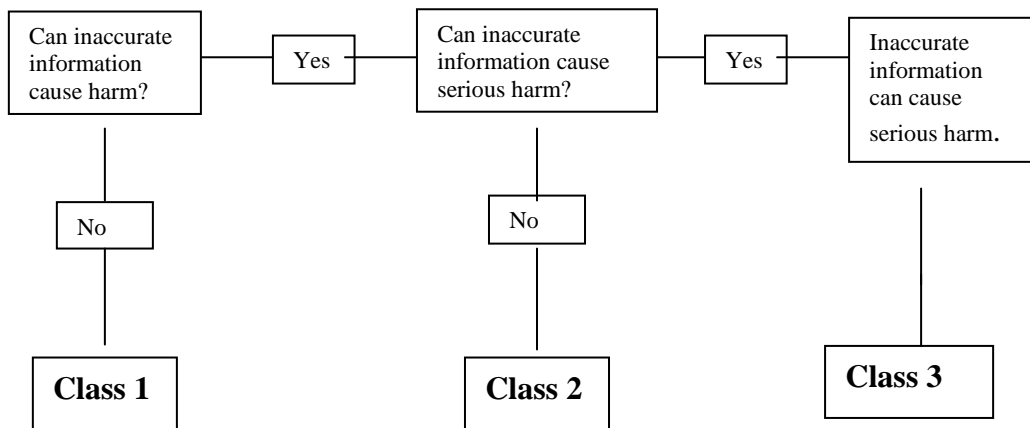 Can inaccurate
information
cause harm?
Yes
Can inaccurate
information cause
serious harm?
Yes
Inaccurate
information
can cause
serious harm.
No
No
Class 1
Class 2
Class 3